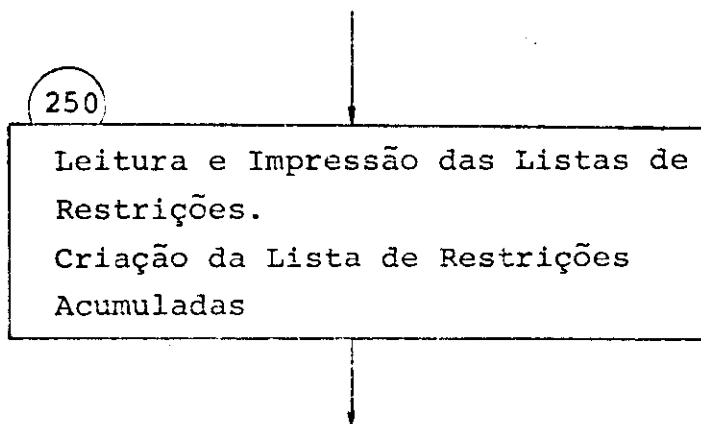 250
Leitura e Impressão das Listas de
Restrições.
Criação da Lista de Restrições
Acumuladas